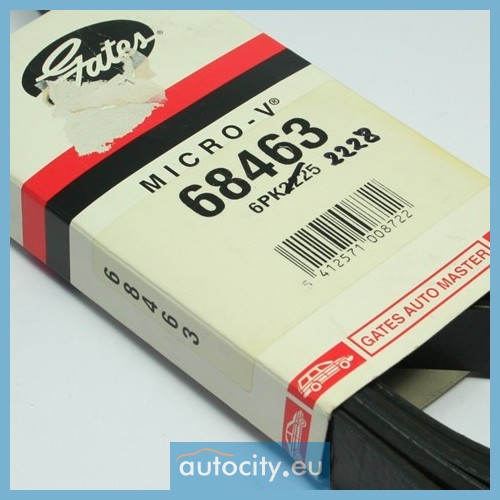 Gates
MICRO-V®
68463
6PK2225 2228
5 412571 008722
GATES AUTO MASTER
68463
autocity.eu